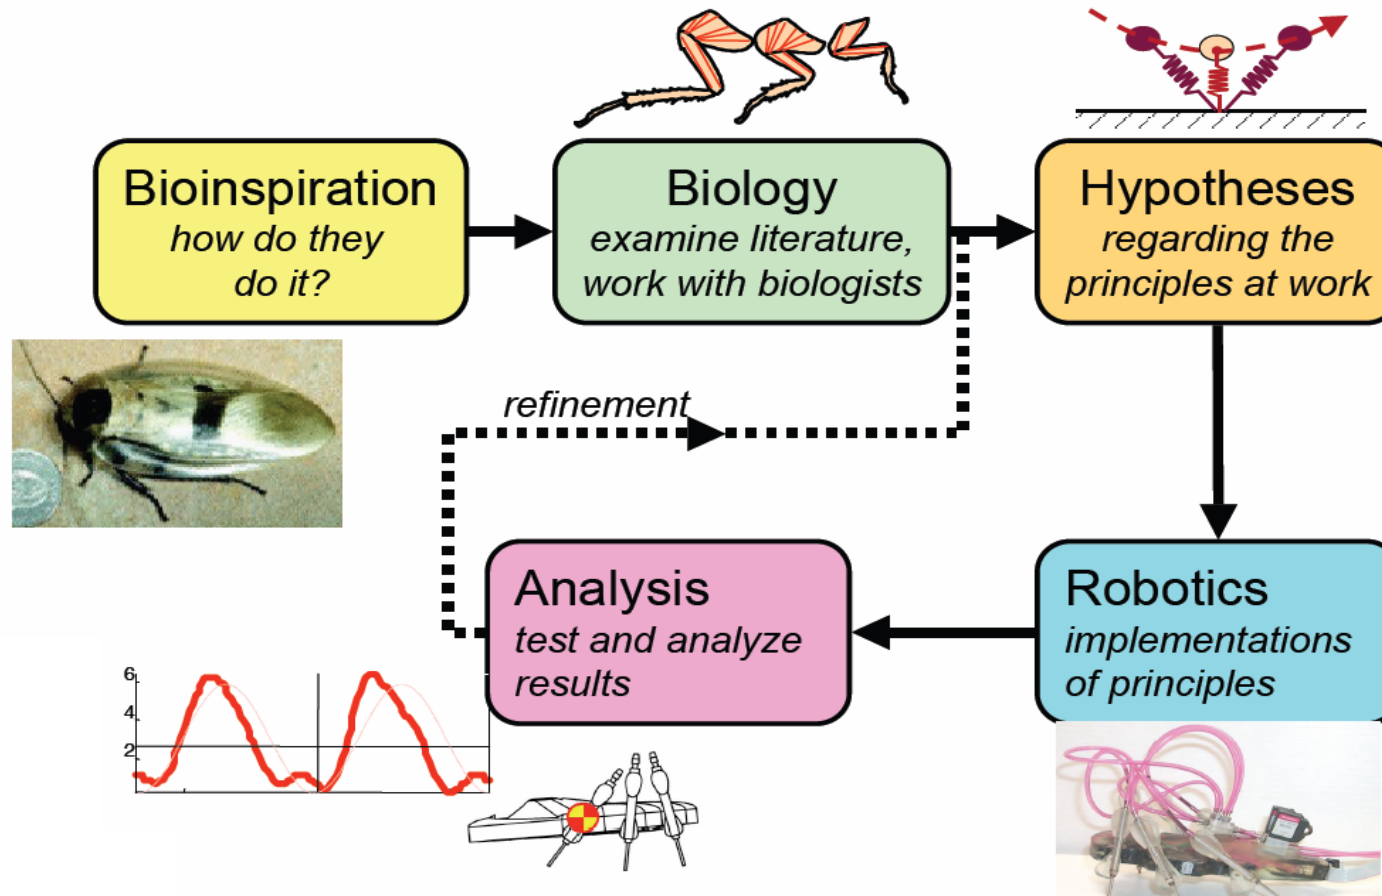 Bioinspiration
how do they
do it?
Biology
examine literature,
work with biologists
Hypotheses
regarding the
principles at work
refinement
Analysis
test and analyze
results
Robotics
implementations
of principles
6
4
2